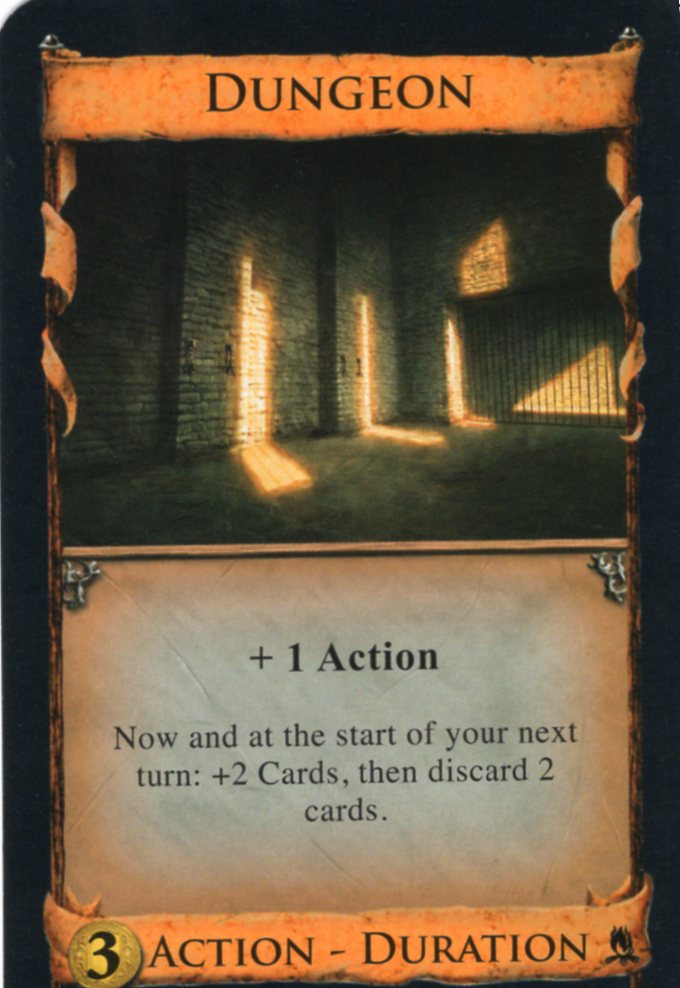 DUNGEON
+ 1 Action
Now and at the start of your next
turn: +2 Cards, then discard 2
cards.
3 ACTION - DURATION